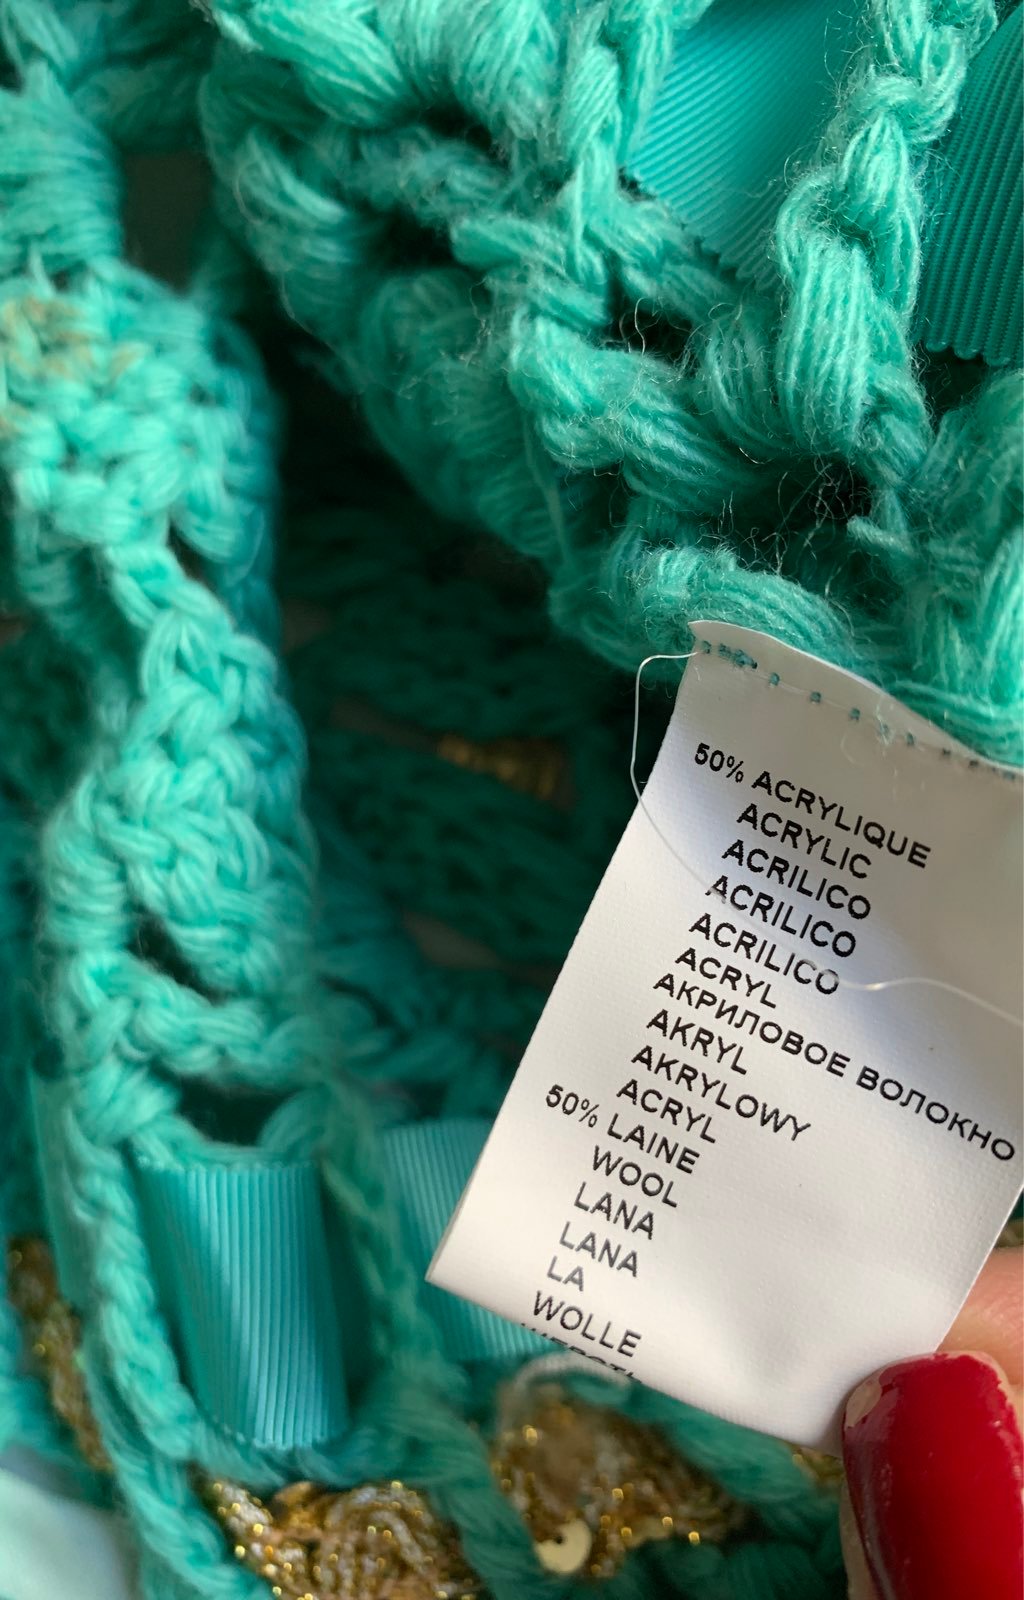 50% ACRYLIQUE
ACRYLIC
ACRILICO
ACRILICO
ACRILICO
ACRYL
АКРИЛОВОЕ ВОЛОКНО
AKRYL
AKRYLOWY
ACRYL
50% LAINE
WOOL
LANA
LANA
LA
WOLLE